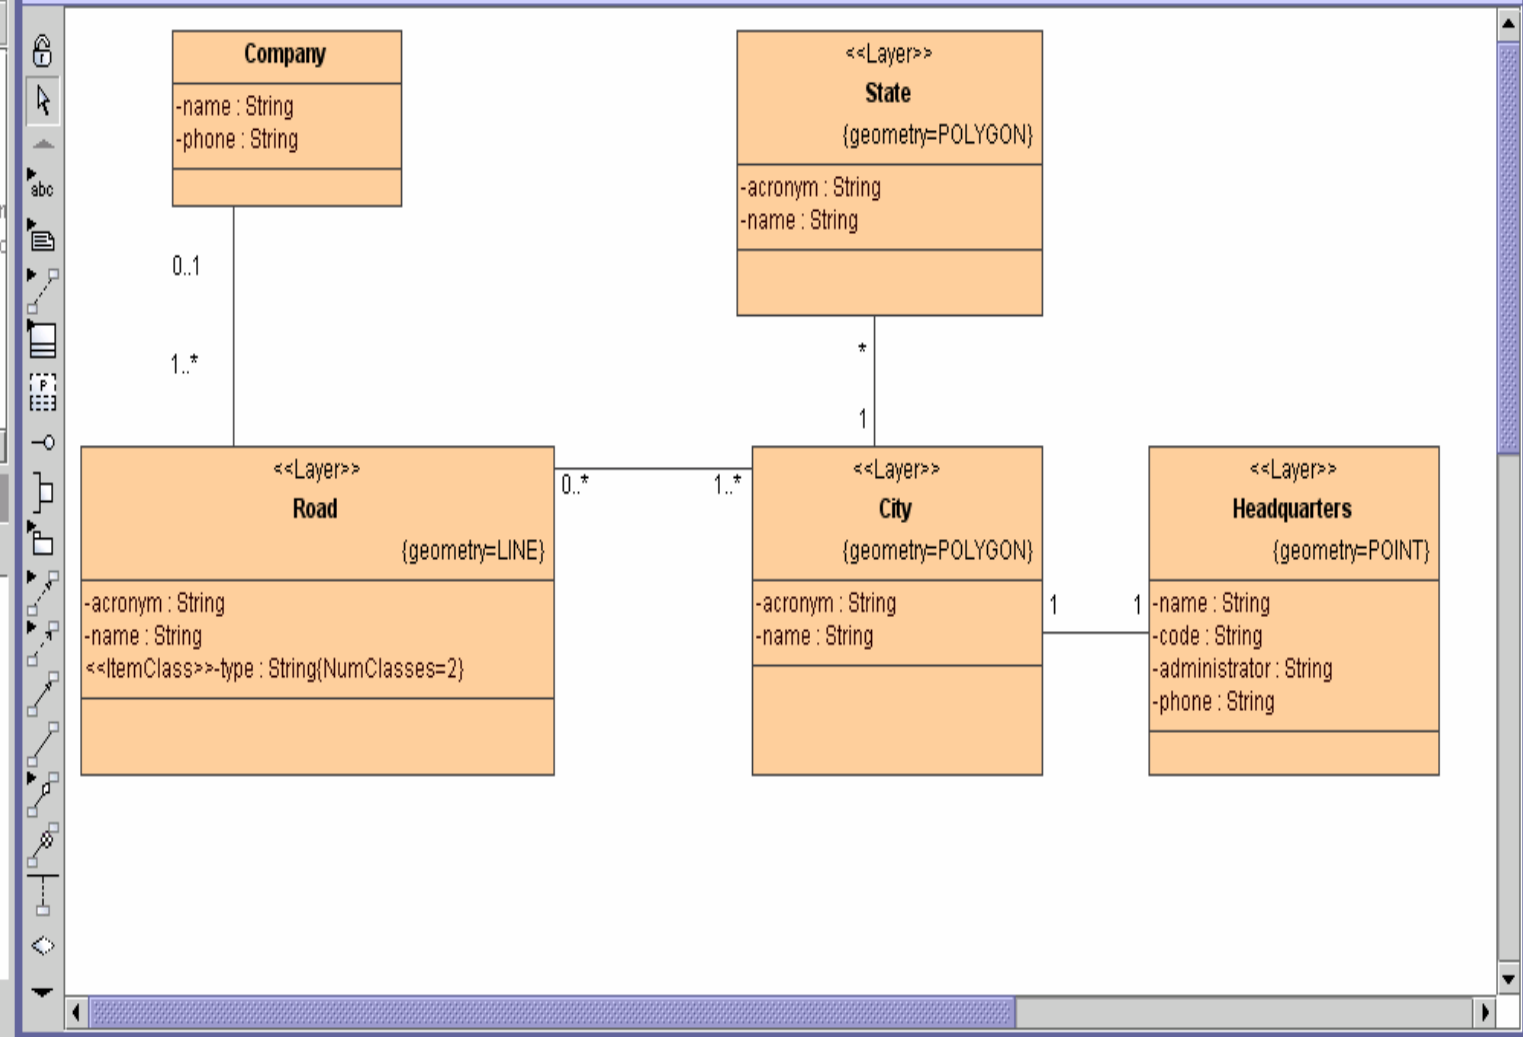 Company
-name : String
-phone : String
<<Layer>>
State
{geometry=POLYGON}
-acronym : String
-name : String
0..1
1..*
*
1
<<Layer>>
Road
{geometry=LINE}
-acronym : String
-name : String
<<ItemClass>>-type : String{NumClasses=2}
0..*
1..*
<<Layer>>
City
{geometry=POLYGON}
-acronym : String
-name : String
1
1
<<Layer>>
Headquarters
{geometry=POINT}
-name : String
-code : String
-administrator : String
-phone : String
abc
P